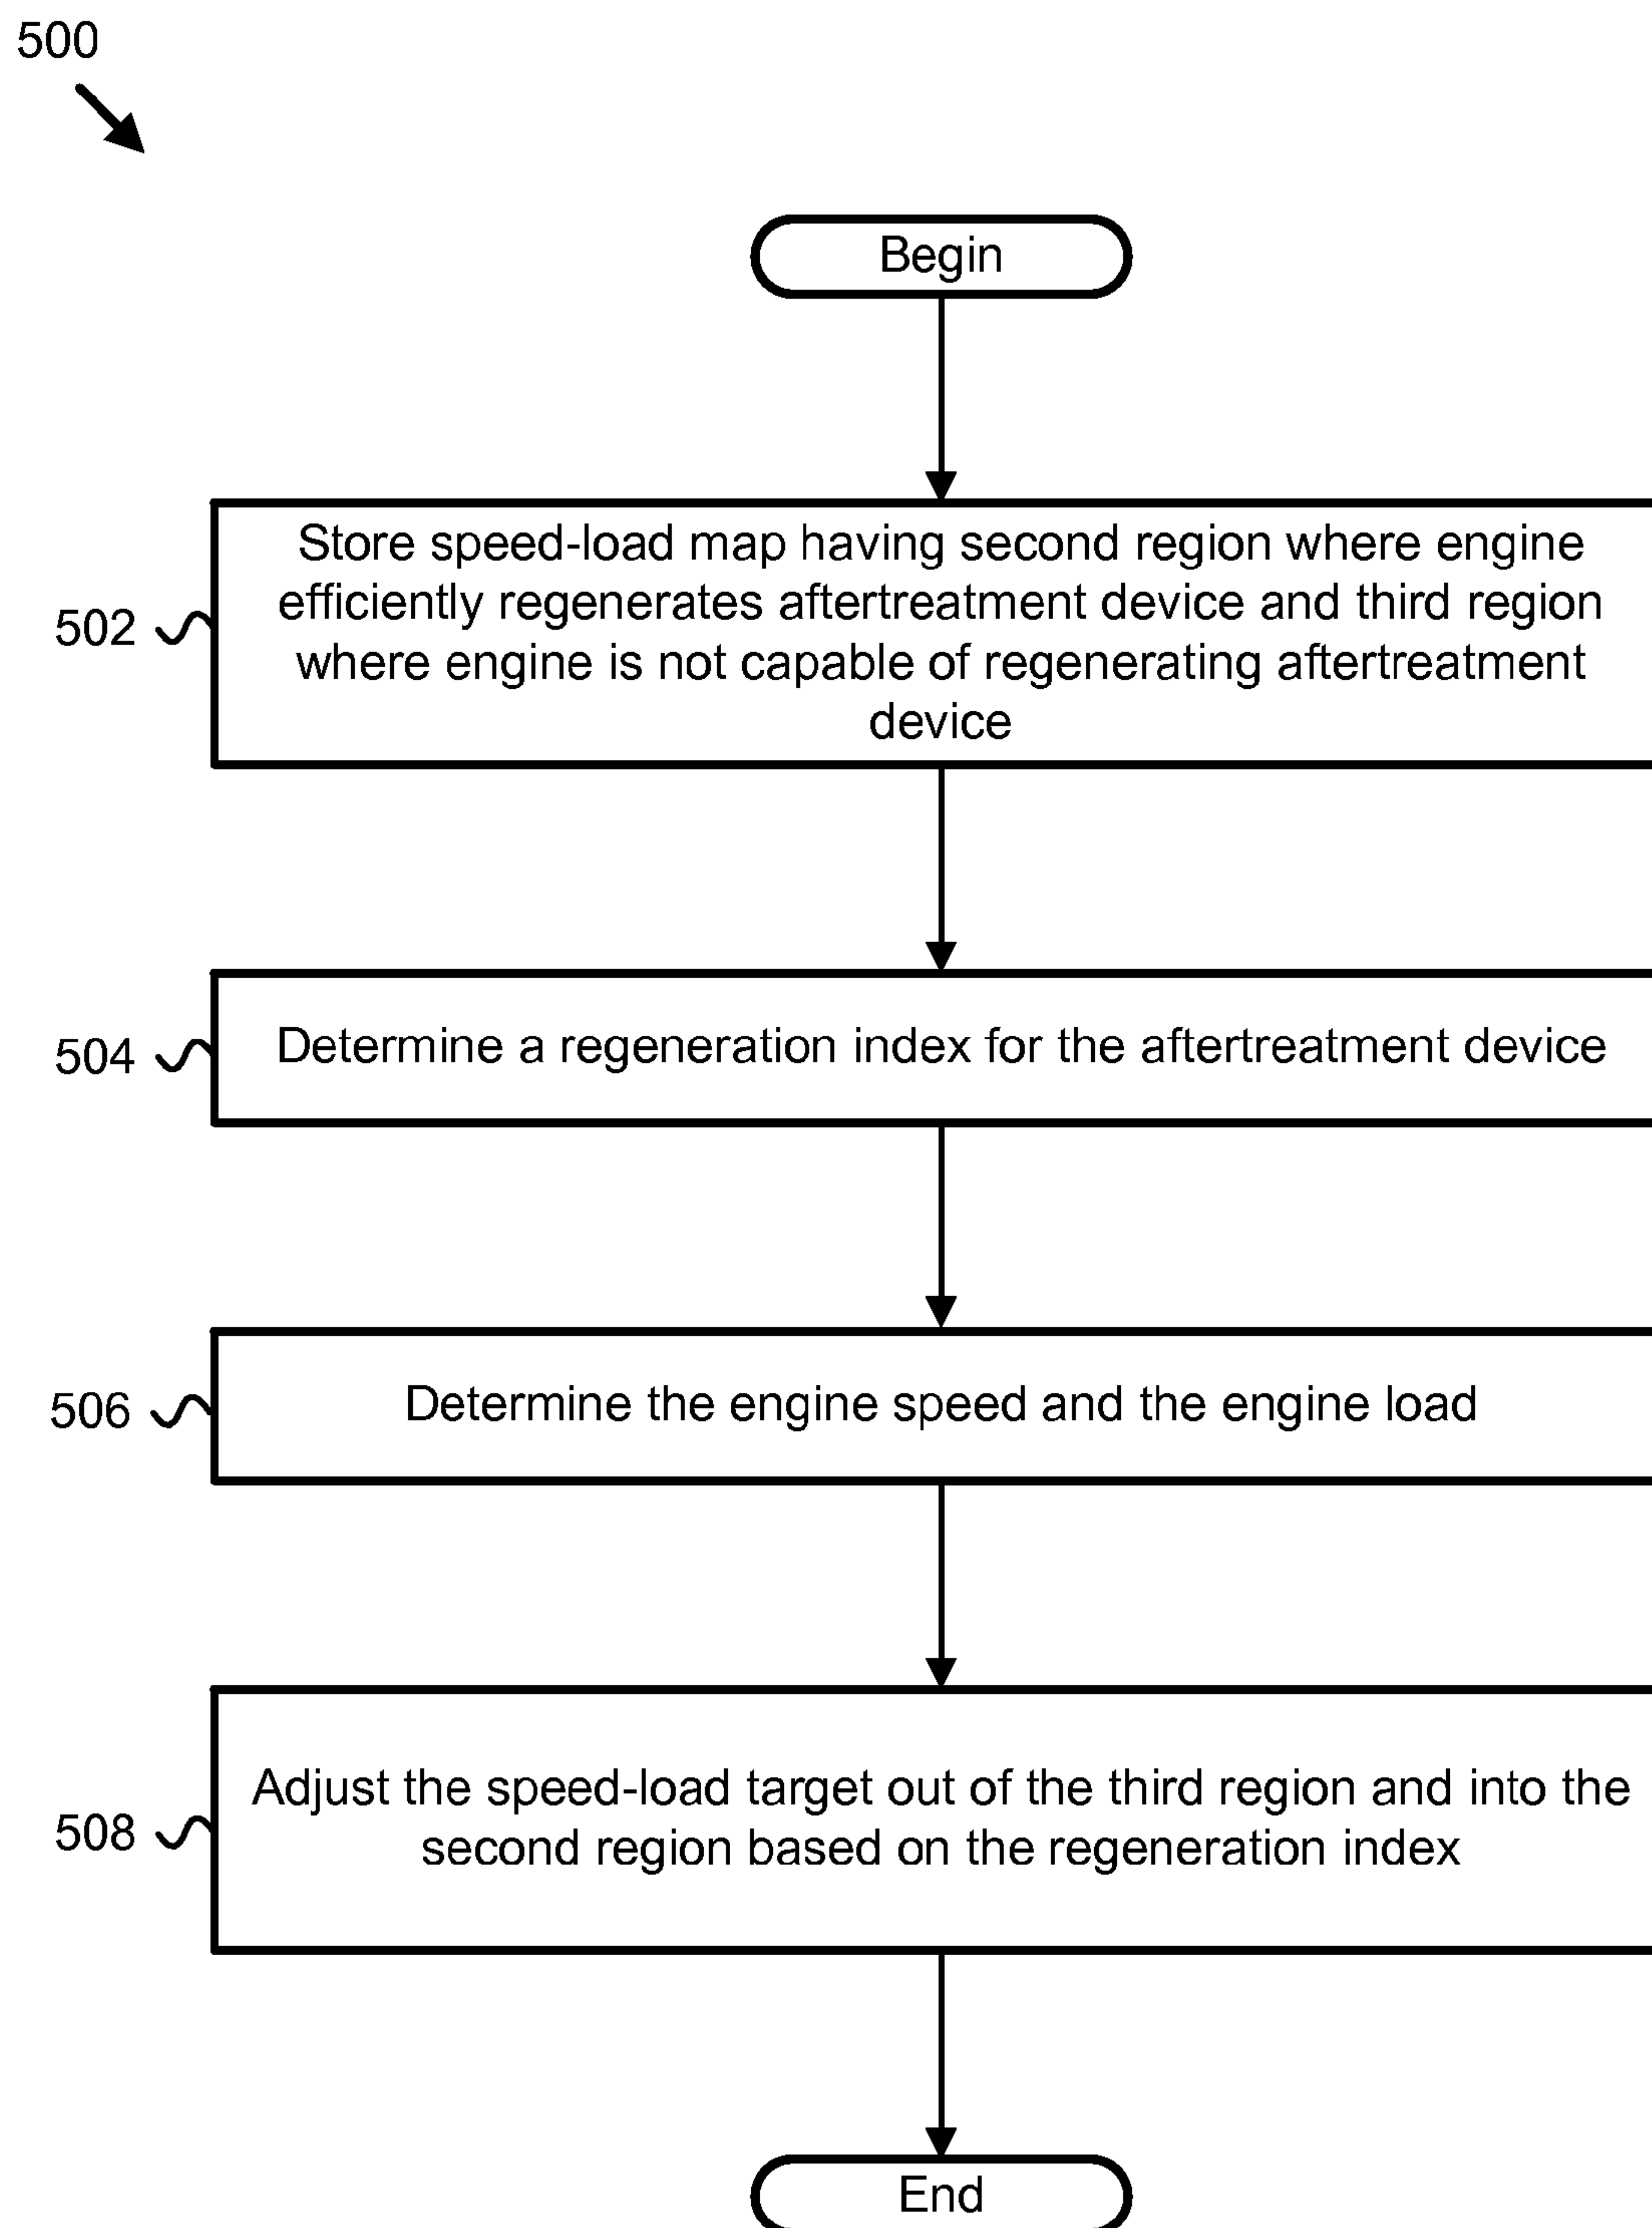 500
Begin
Store speed-load map having second region where engine
efficiently regenerates aftertreatment device and third region
where engine is not capable of regenerating aftertreatment
device
502
Determine a regeneration index for the aftertreatment device
504
Determine the engine speed and the engine load
506
Adjust the speed-load target out of the third region and into the
second region based on the regeneration index
508
End